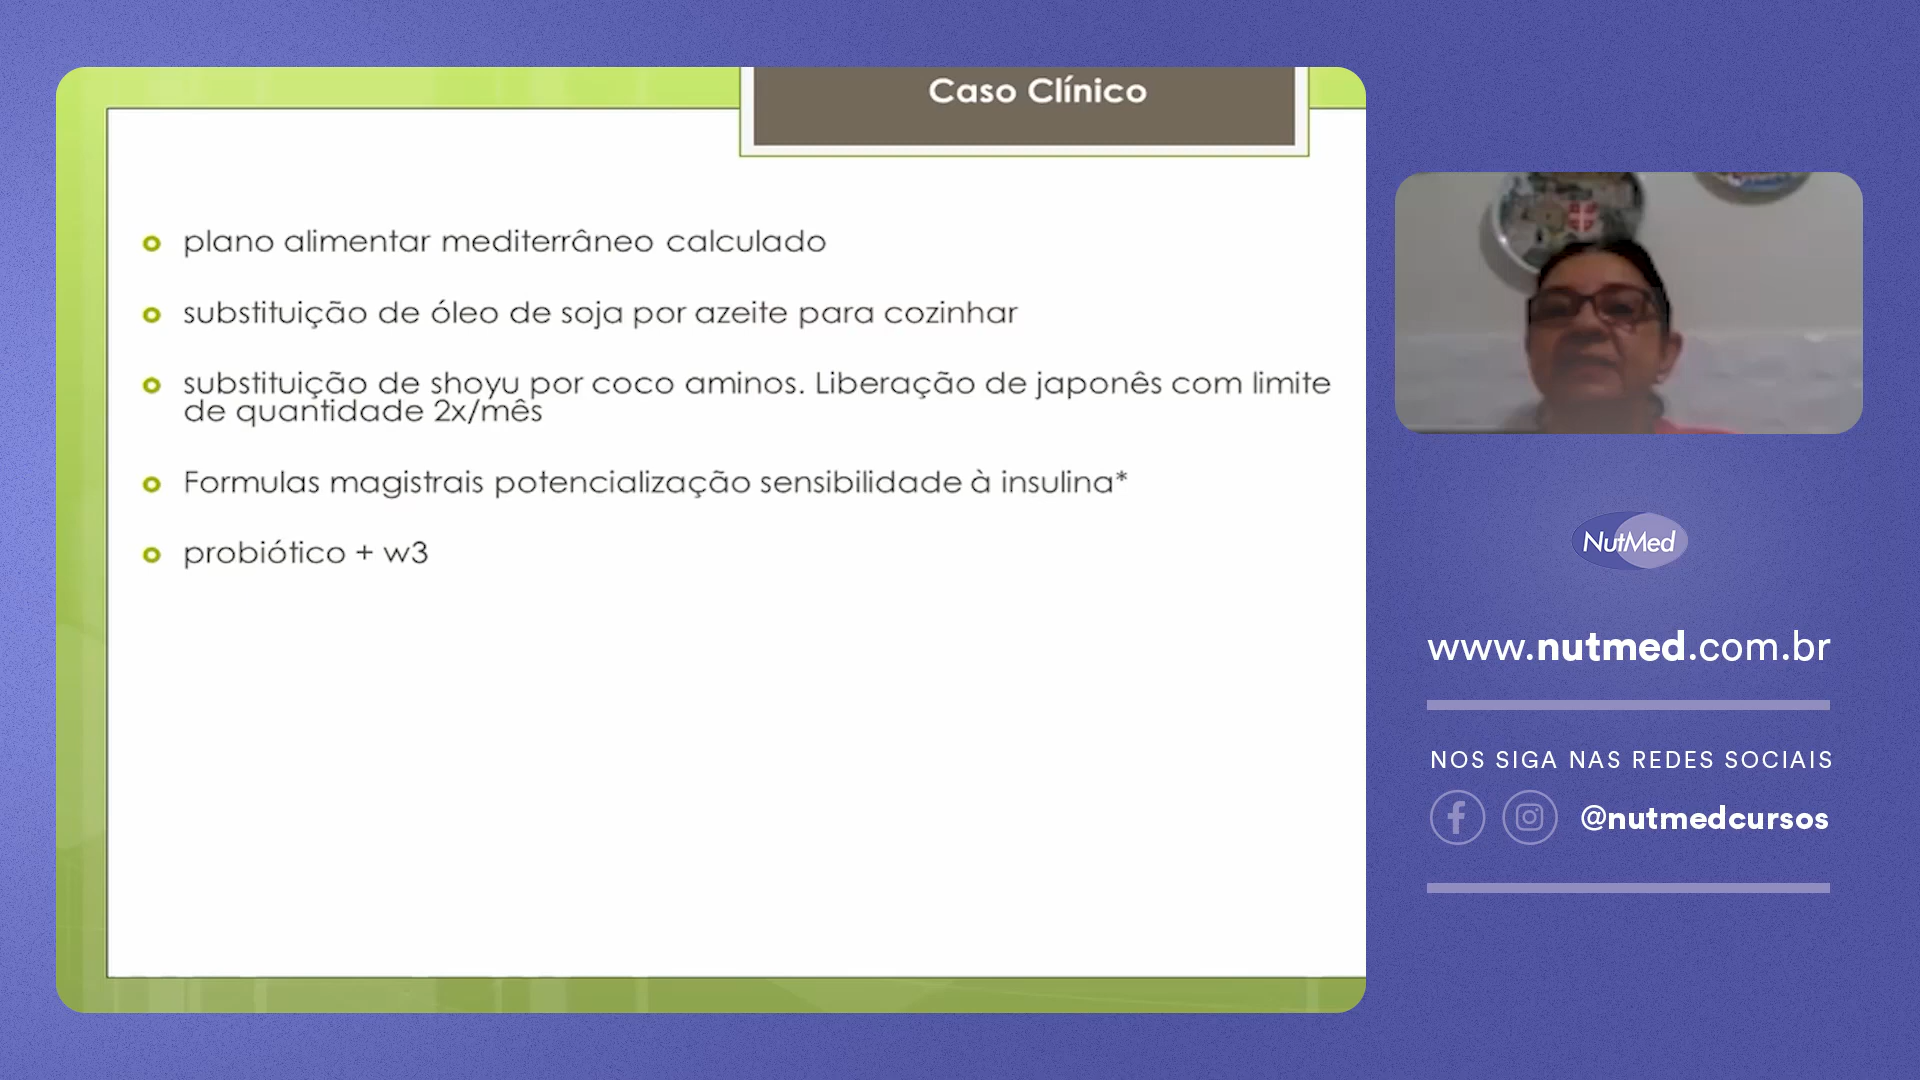 Caso Clínico
plano alimentar mediterrâneo calculado
substituição de óleo de soja por azeite para cozinhar
substituição de shoyu por coco aminos. Liberação de japonês com limite
de quantidade 2x/mês
Formulas magistrais potencialização sensibilidade à insulina*
probiótico + w3
NutMed
www.nutmed.com.br
NOS SIGA NAS REDES SOCIAIS
@nutmedcursos